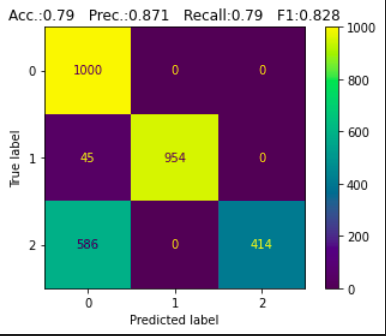 Acc.:0.79 Prec.:0.871 Recall:0.79 F1:0.828
1000
0 1000 0 0
800
600
1 45 954 0
True label
400
2 586 0 414
200
0
0 1 2
Predicted label